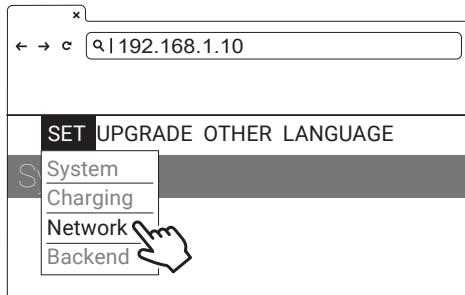 192.168.1.10
SET UPGRADE OTHER LANGUAGE
System
Charging
Network
Backend